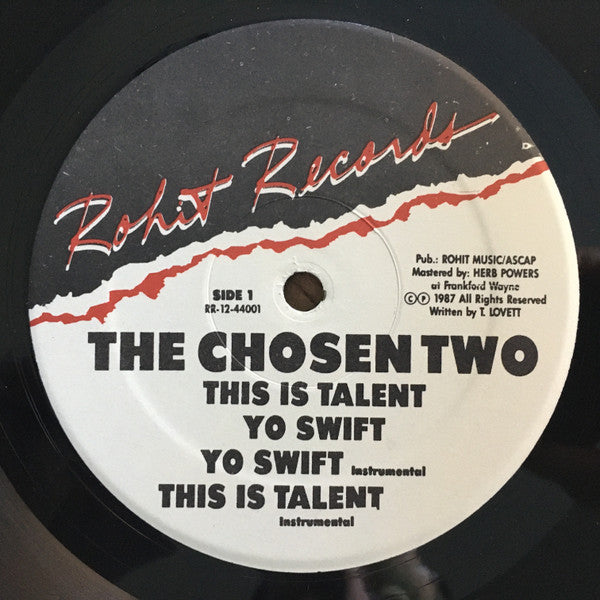 Rohit Records
Pub.: ROHIT MUSIC/ASCAP
Mastered by: HERB POWERS
at Frankford Wayne
©℗ 1987 All Rights Reserved
Written by T. LOVETT
SIDE 1
RR-12-44001
THE CHOSEN TWO
THIS IS TALENT
YO SWIFT
YO SWIFT Instrumental
THIS IS TALENT
Instrumental